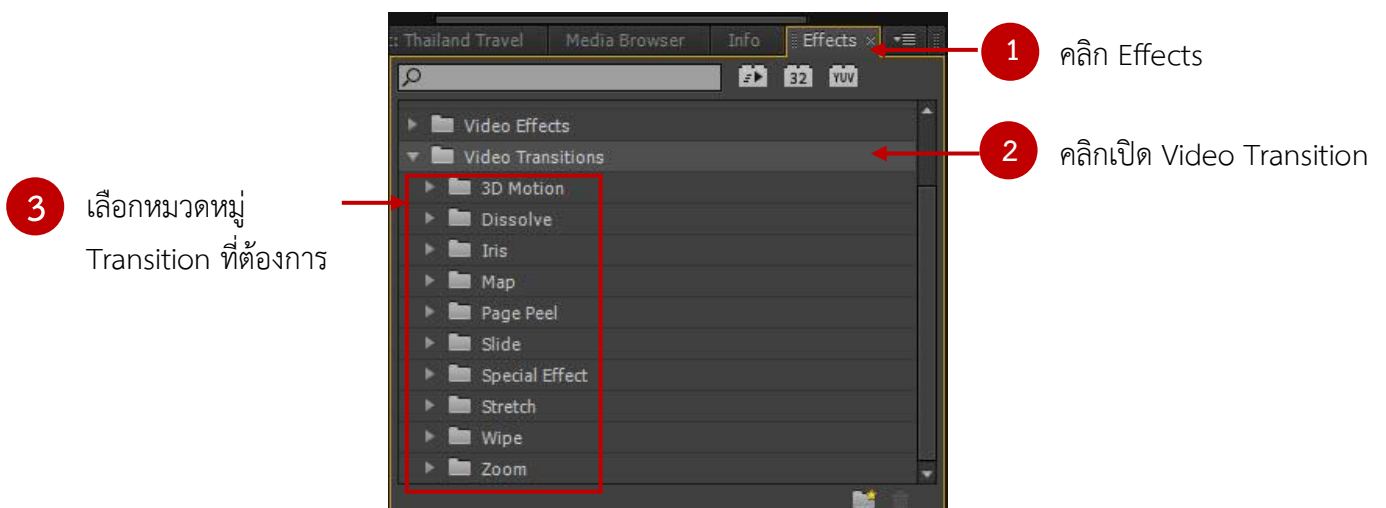 : Thailand Travel Media Browser Info Effects ×
1 คลิก Effects
32 YUV
Video Effects
Video Transitions
2 คลิกเปิด Video Transition
3 เลือกหมวดหมู่
Transition ที่ต้องการ
3D Motion
Dissolve
Iris
Map
Page Peel
Slide
Special Effect
Stretch
Wipe
Zoom